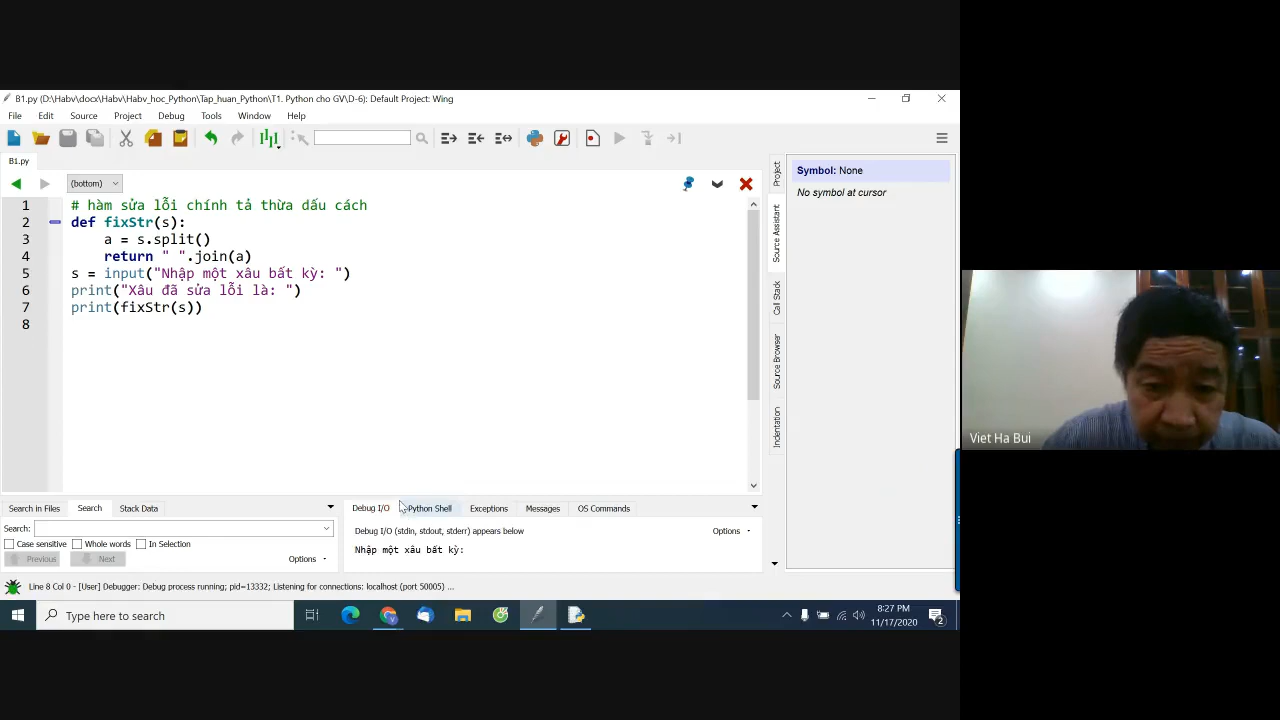 B1.py (D:\Habv\docx\Habv\Habv_hoc_Python\Tap_huan_Python\T1. Python cho GV\D-6): Default Project: Wing
File Edit Source Project Debug Tools Window Help
B1.py
(bottom)
1 # hàm sửa lỗi chính tả thừa dấu cách
2 def fixStr(s):
3 a = s.split()
4 return " ".join(a)
5 s = input("Nhập một xâu bất kỳ: ")
6 print("Xâu đã sửa lỗi là: ")
7 print(fixStr(s))
8
Project
Source Assistant
Call Stack
Source Browser
Indentation
Symbol: None
No symbol at cursor
Viet Ha Bui
Search in Files Search Stack Data
Search:
Case sensitive Whole words In Selection
Previous Next Options
Debug I/O Python Shell Exceptions Messages OS Commands
Debug I/O (stdin, stdout, stderr) appears below Options
Nhập một xâu bất kỳ:
Line 8 Col 0 - [User] Debugger: Debug process running; pid=13332; Listening for connections: localhost (port 50005) ...
Type here to search
8:27 PM
11/17/2020
2